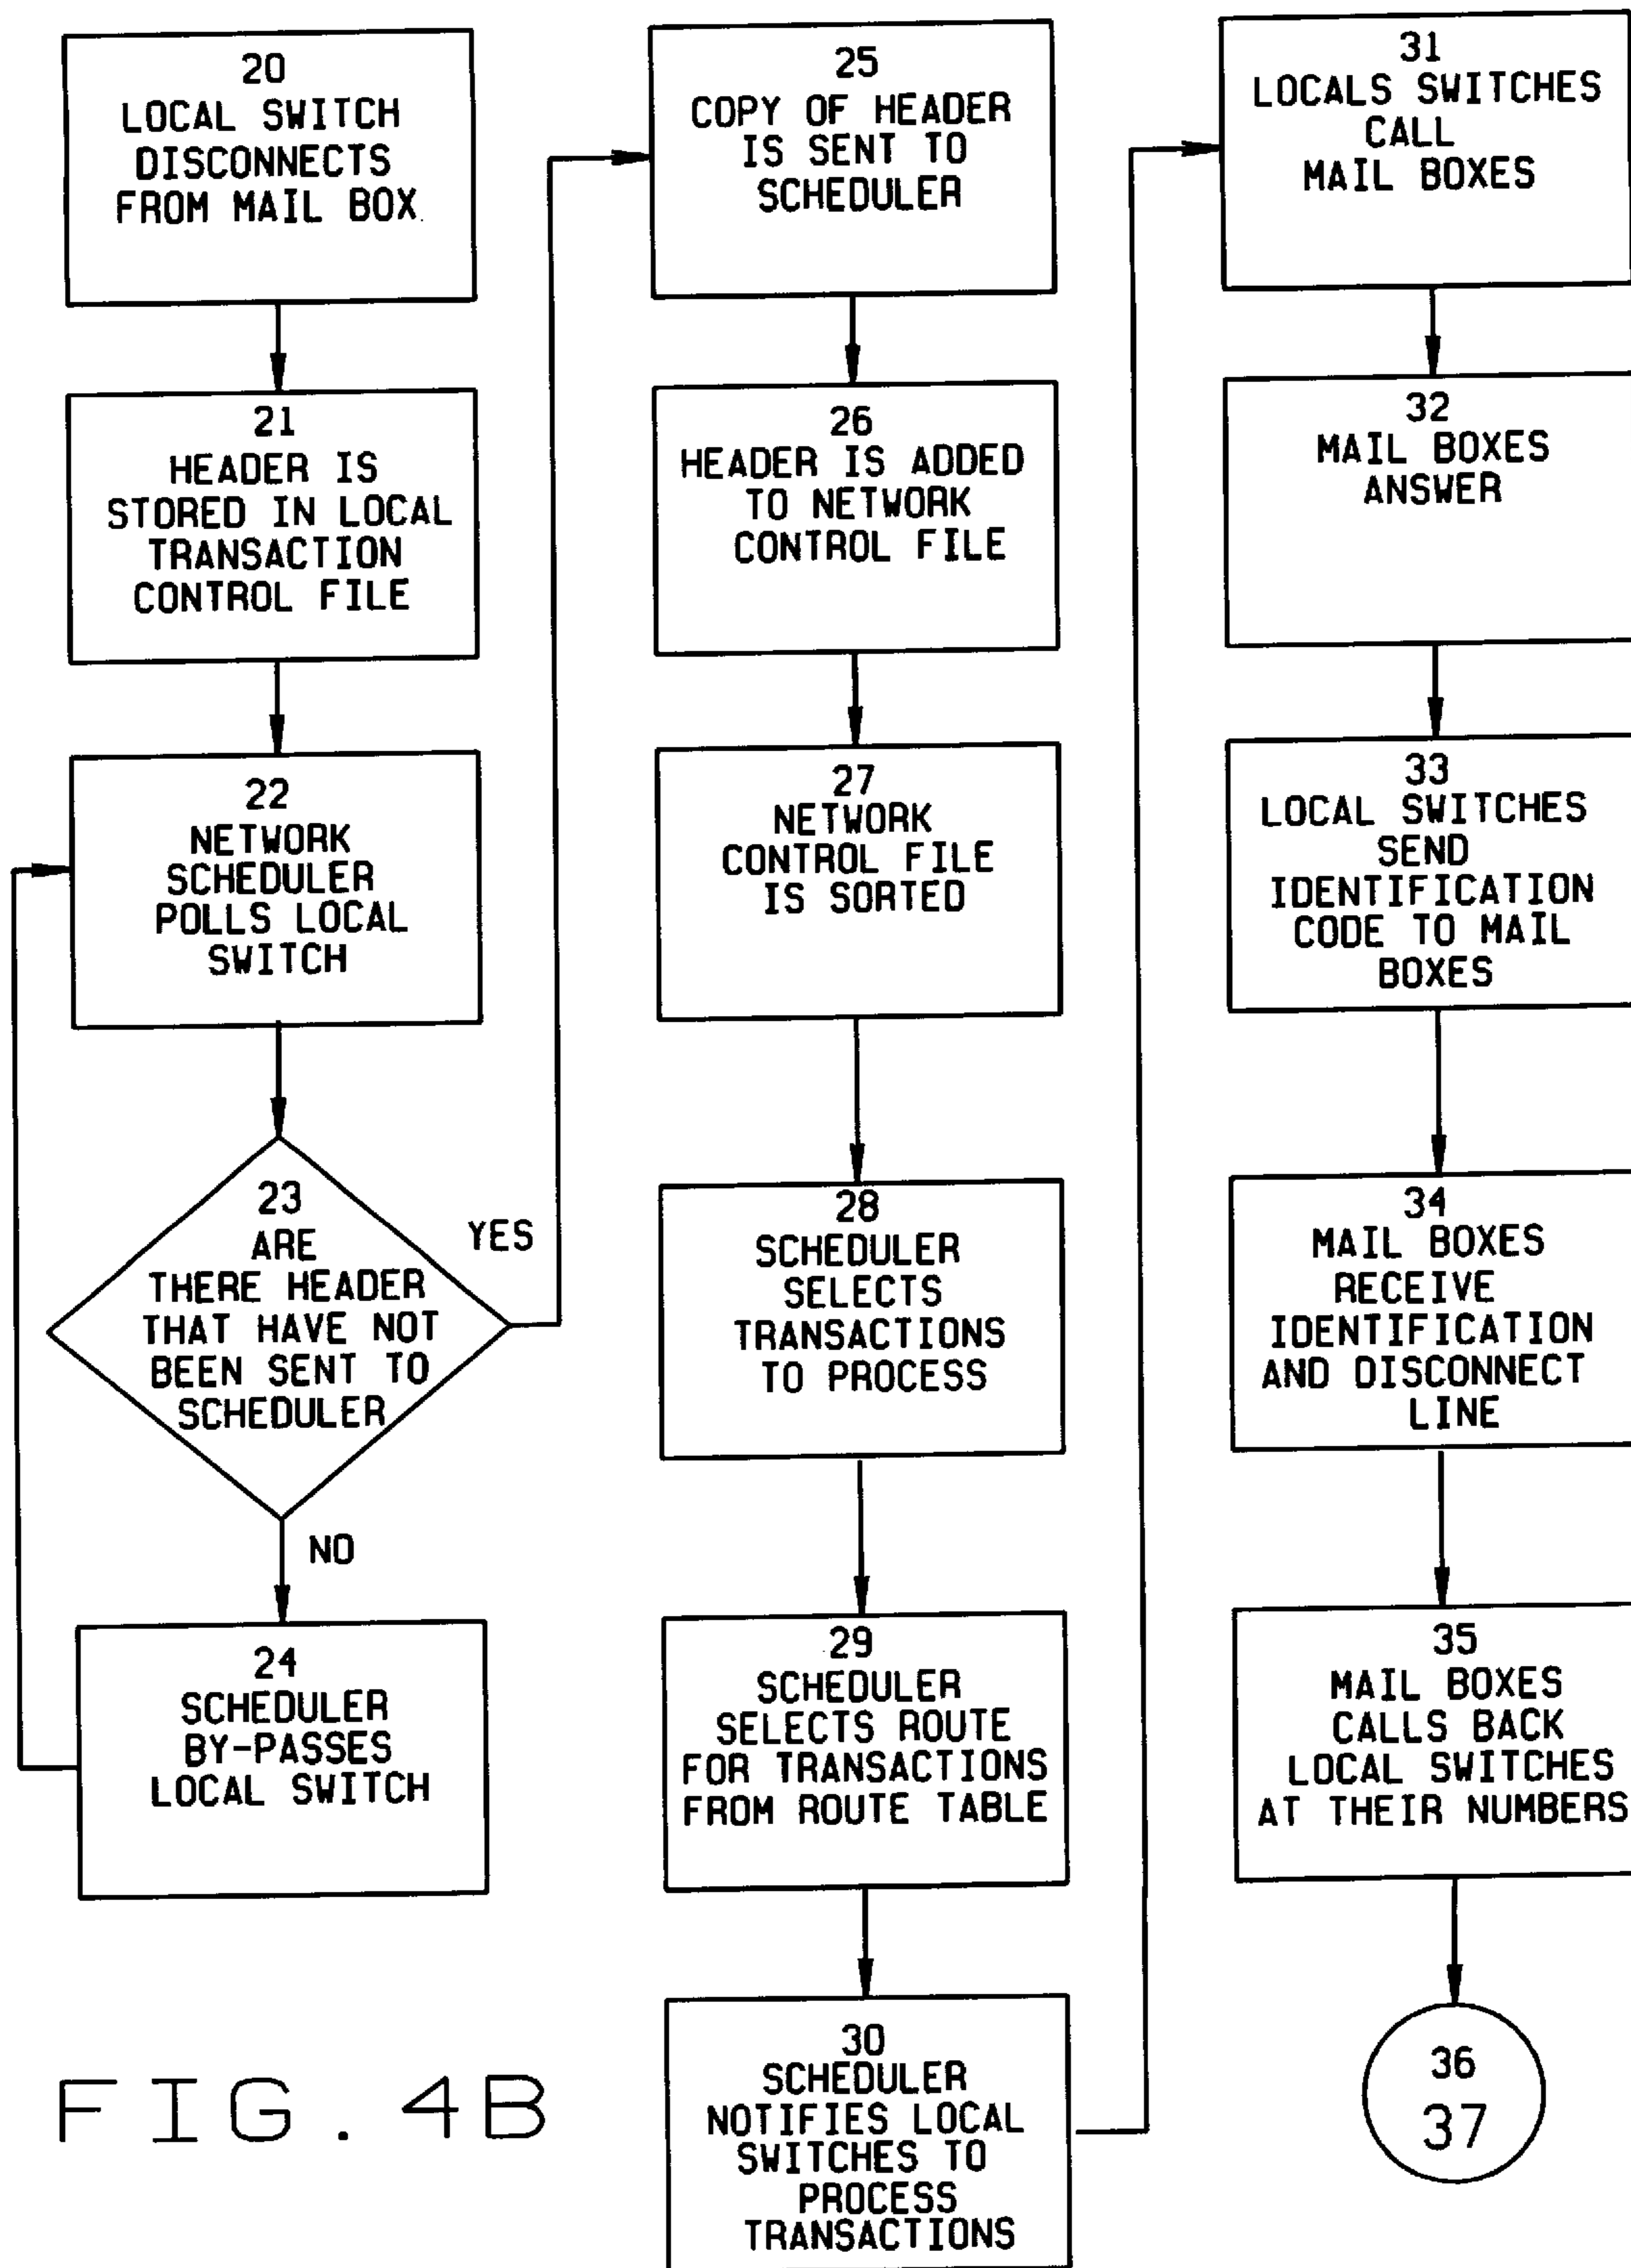 20
LOCAL SWITCH
DISCONNECTS
FROM MAIL BOX
21
HEADER IS
STORED IN LOCAL
TRANSACTION
CONTROL FILE
22
NETWORK
SCHEDULER
POLLS LOCAL
SWITCH
23
ARE
THERE HEADER
THAT HAVE NOT
BEEN SENT TO
SCHEDULER
YES
NO
24
SCHEDULER
BY-PASSES
LOCAL SWITCH
25
COPY OF HEADER
IS SENT TO
SCHEDULER
26
HEADER IS ADDED
TO NETWORK
CONTROL FILE
27
NETWORK
CONTROL FILE
IS SORTED
28
SCHEDULER
SELECTS
TRANSACTIONS
TO PROCESS
29
SCHEDULER
SELECTS ROUTE
FOR TRANSACTIONS
FROM ROUTE TABLE
30
SCHEDULER
NOTIFIES LOCAL
SWITCHES TO
PROCESS
TRANSACTIONS
31
LOCALS SWITCHES
CALL
MAIL BOXES
32
MAIL BOXES
ANSWER
33
LOCAL SWITCHES
SEND
IDENTIFICATION
CODE TO MAIL
BOXES
34
MAIL BOXES
RECEIVE
IDENTIFICATION
AND DISCONNECT
LINE
35
MAIL BOXES
CALLS BACK
LOCAL SWITCHES
AT THEIR NUMBERS
36
37
FIG. 4B